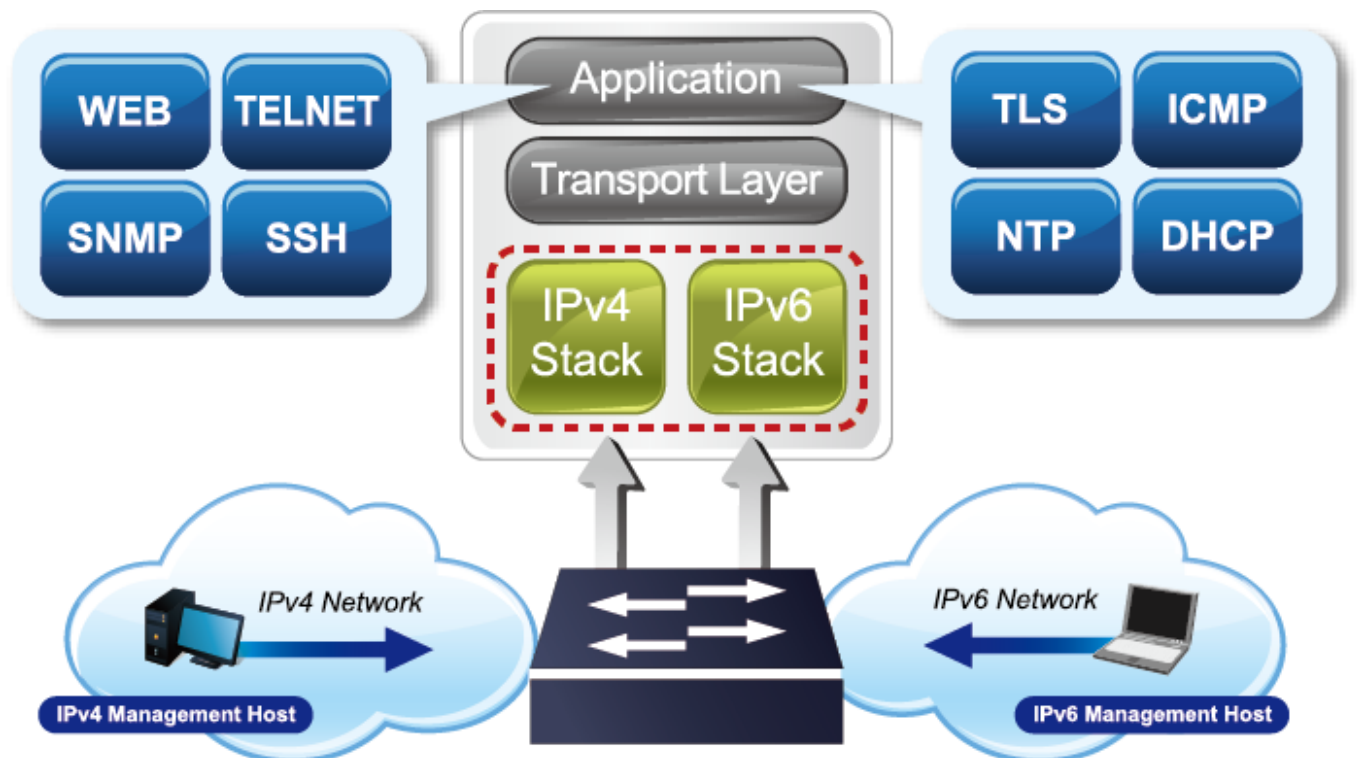 WEB
TELNET
SNMP
SSH
Application
Transport Layer
IPv4
Stack
IPv6
Stack
TLS
ICMP
NTP
DHCP
IPv4 Network
IPv4 Management Host
IPv6 Network
IPv6 Management Host